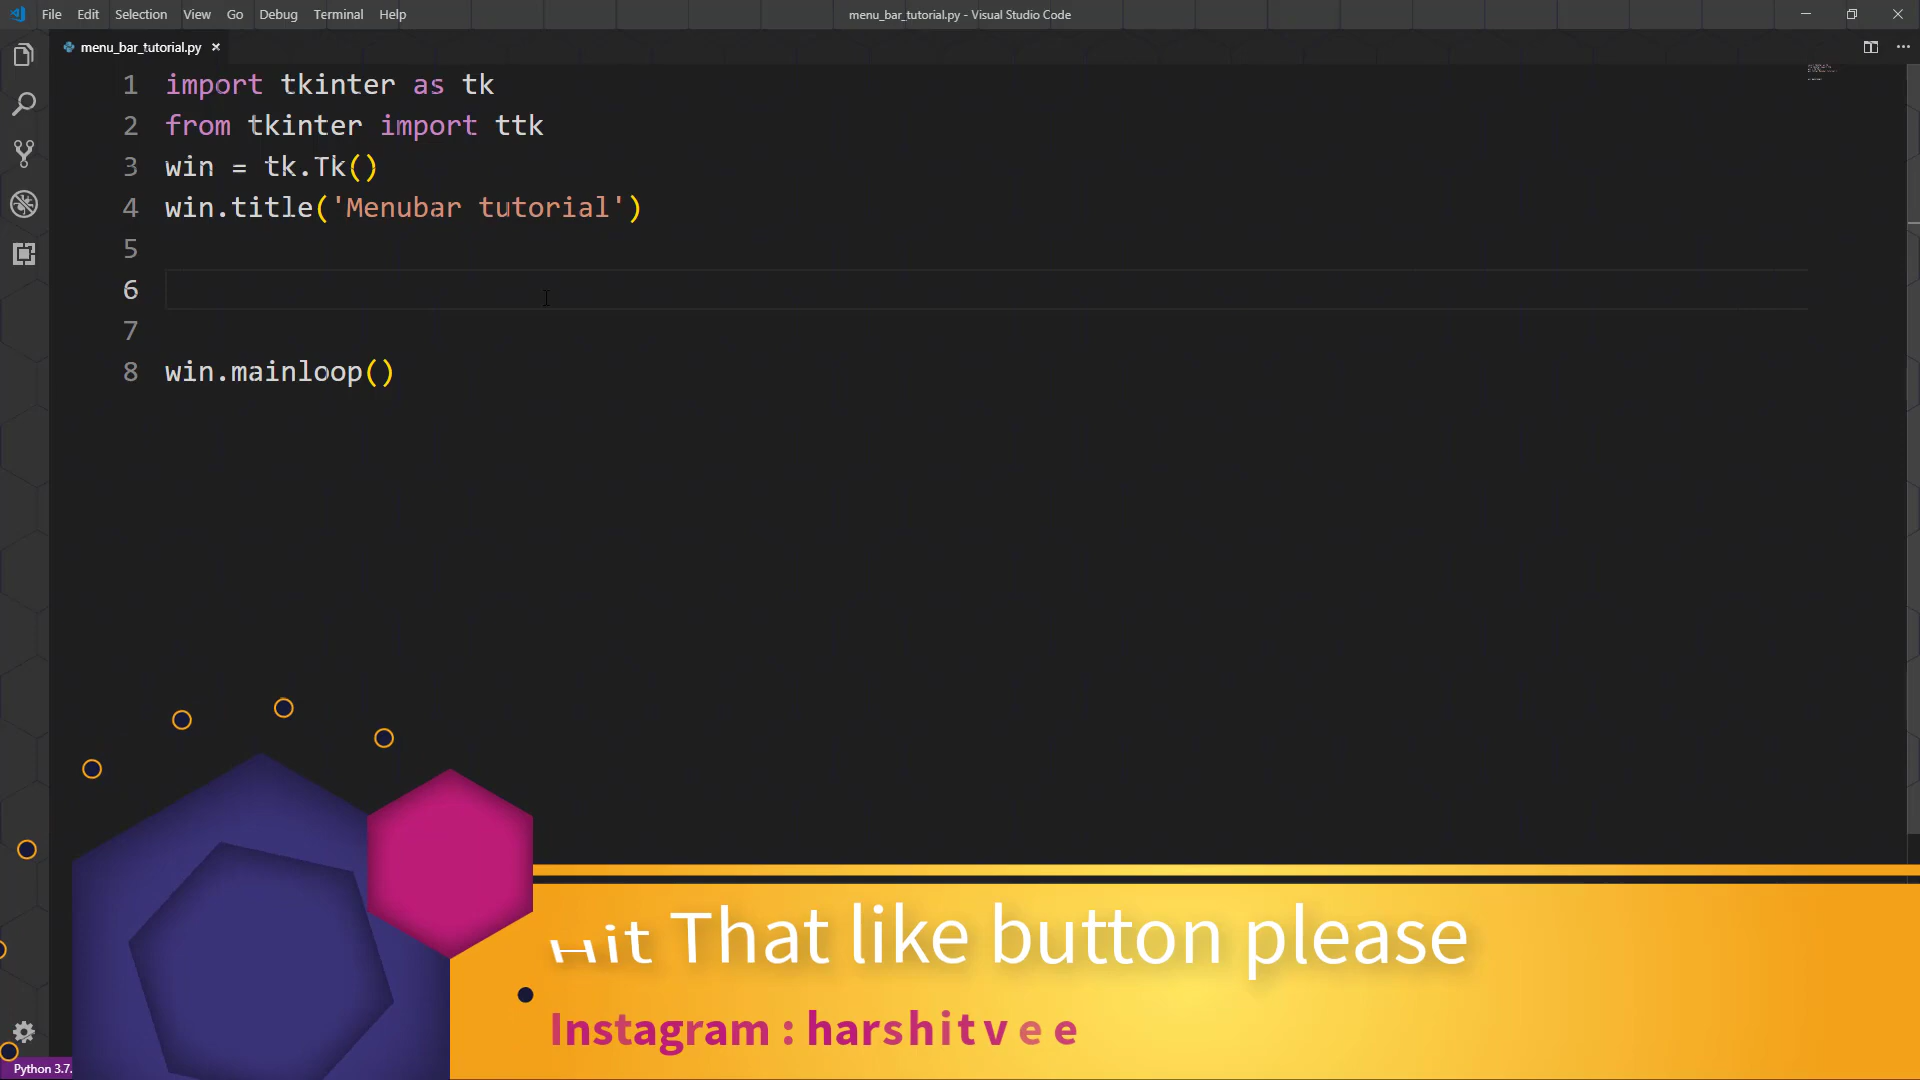 File Edit Selection View Go Debug Terminal Help
menu_bar_tutorial.py - Visual Studio Code
menu_bar_tutorial.py ×
1 import tkinter as tk
2 from tkinter import ttk
3 win = tk.Tk()
4 win.title('Menubar tutorial')
5
6
7
8 win.mainloop()
Hit That like button please
Instagram : harshitvee
Python 3.7.